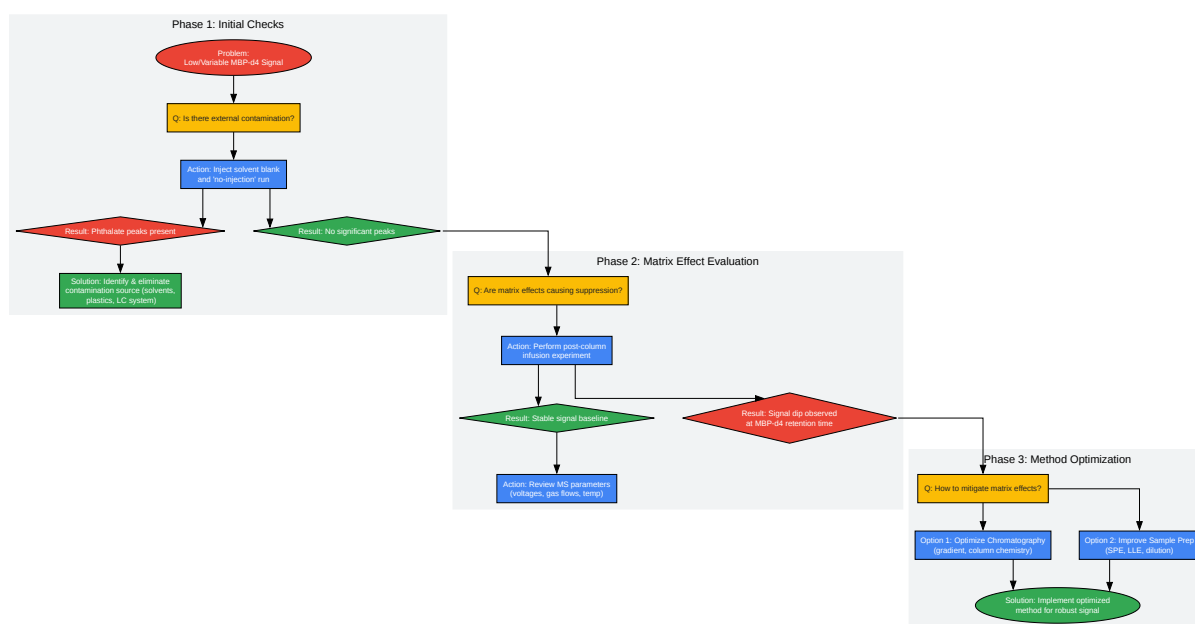 Phase 1: Initial Checks
Problem:
Low/Variable MBP-d4 Signal
Q: Is there external contamination?
Action: Inject solvent blank
and 'no-injection' run
Result: Phthalate peaks present
Result: No significant peaks
Solution: Identify & eliminate
contamination source (solvents,
plastics, LC system)
Phase 2: Matrix Effect Evaluation
Q: Are matrix effects causing suppression?
Action: Perform post-column
infusion experiment
Result: Stable signal baseline
Result: Signal dip observed
at MBP-d4 retention time
Action: Review MS parameters
(voltages, gas flows, temp)
Phase 3: Method Optimization
Q: How to mitigate matrix effects?
Option 1: Optimize Chromatography
(gradient, column chemistry)
Option 2: Improve Sample Prep
(SPE, LLE, dilution)
Solution: Implement optimized
method for robust signal